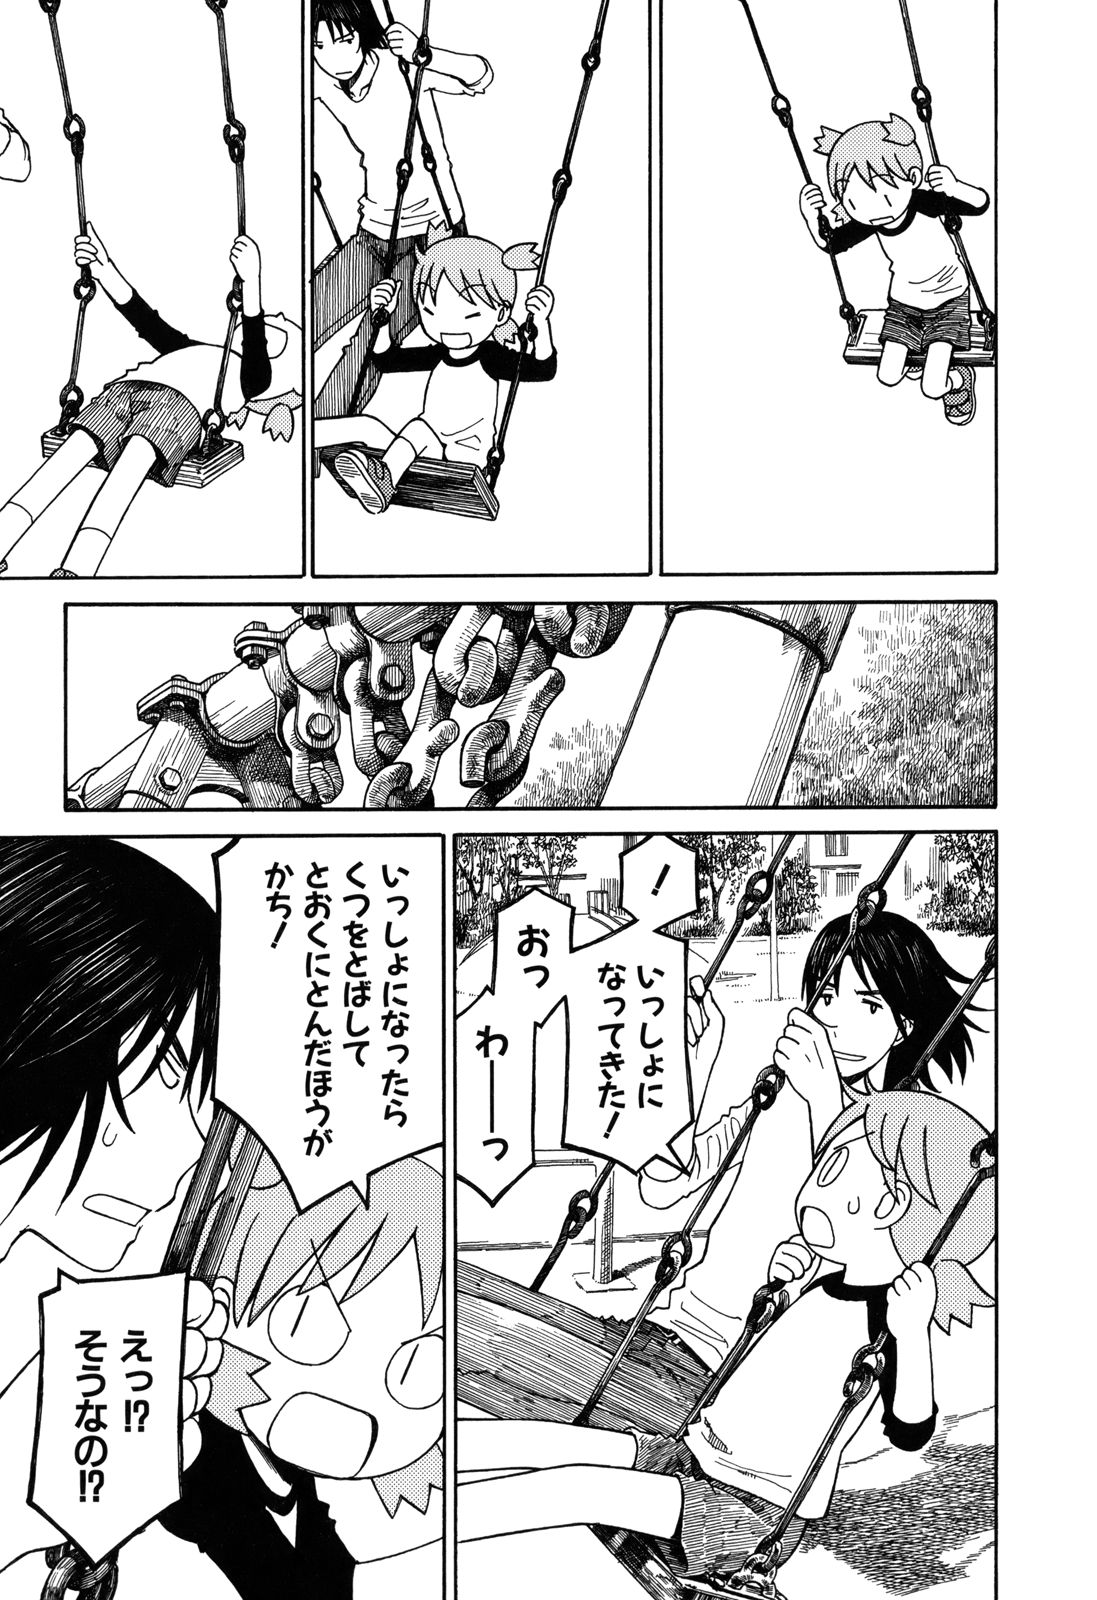 ！
いっしょに
なってきた！
おっ
わーっ
いっしょになったら
くつをとばして
とおくにとんだほうが
かち！
えっ!?
そうなの!?